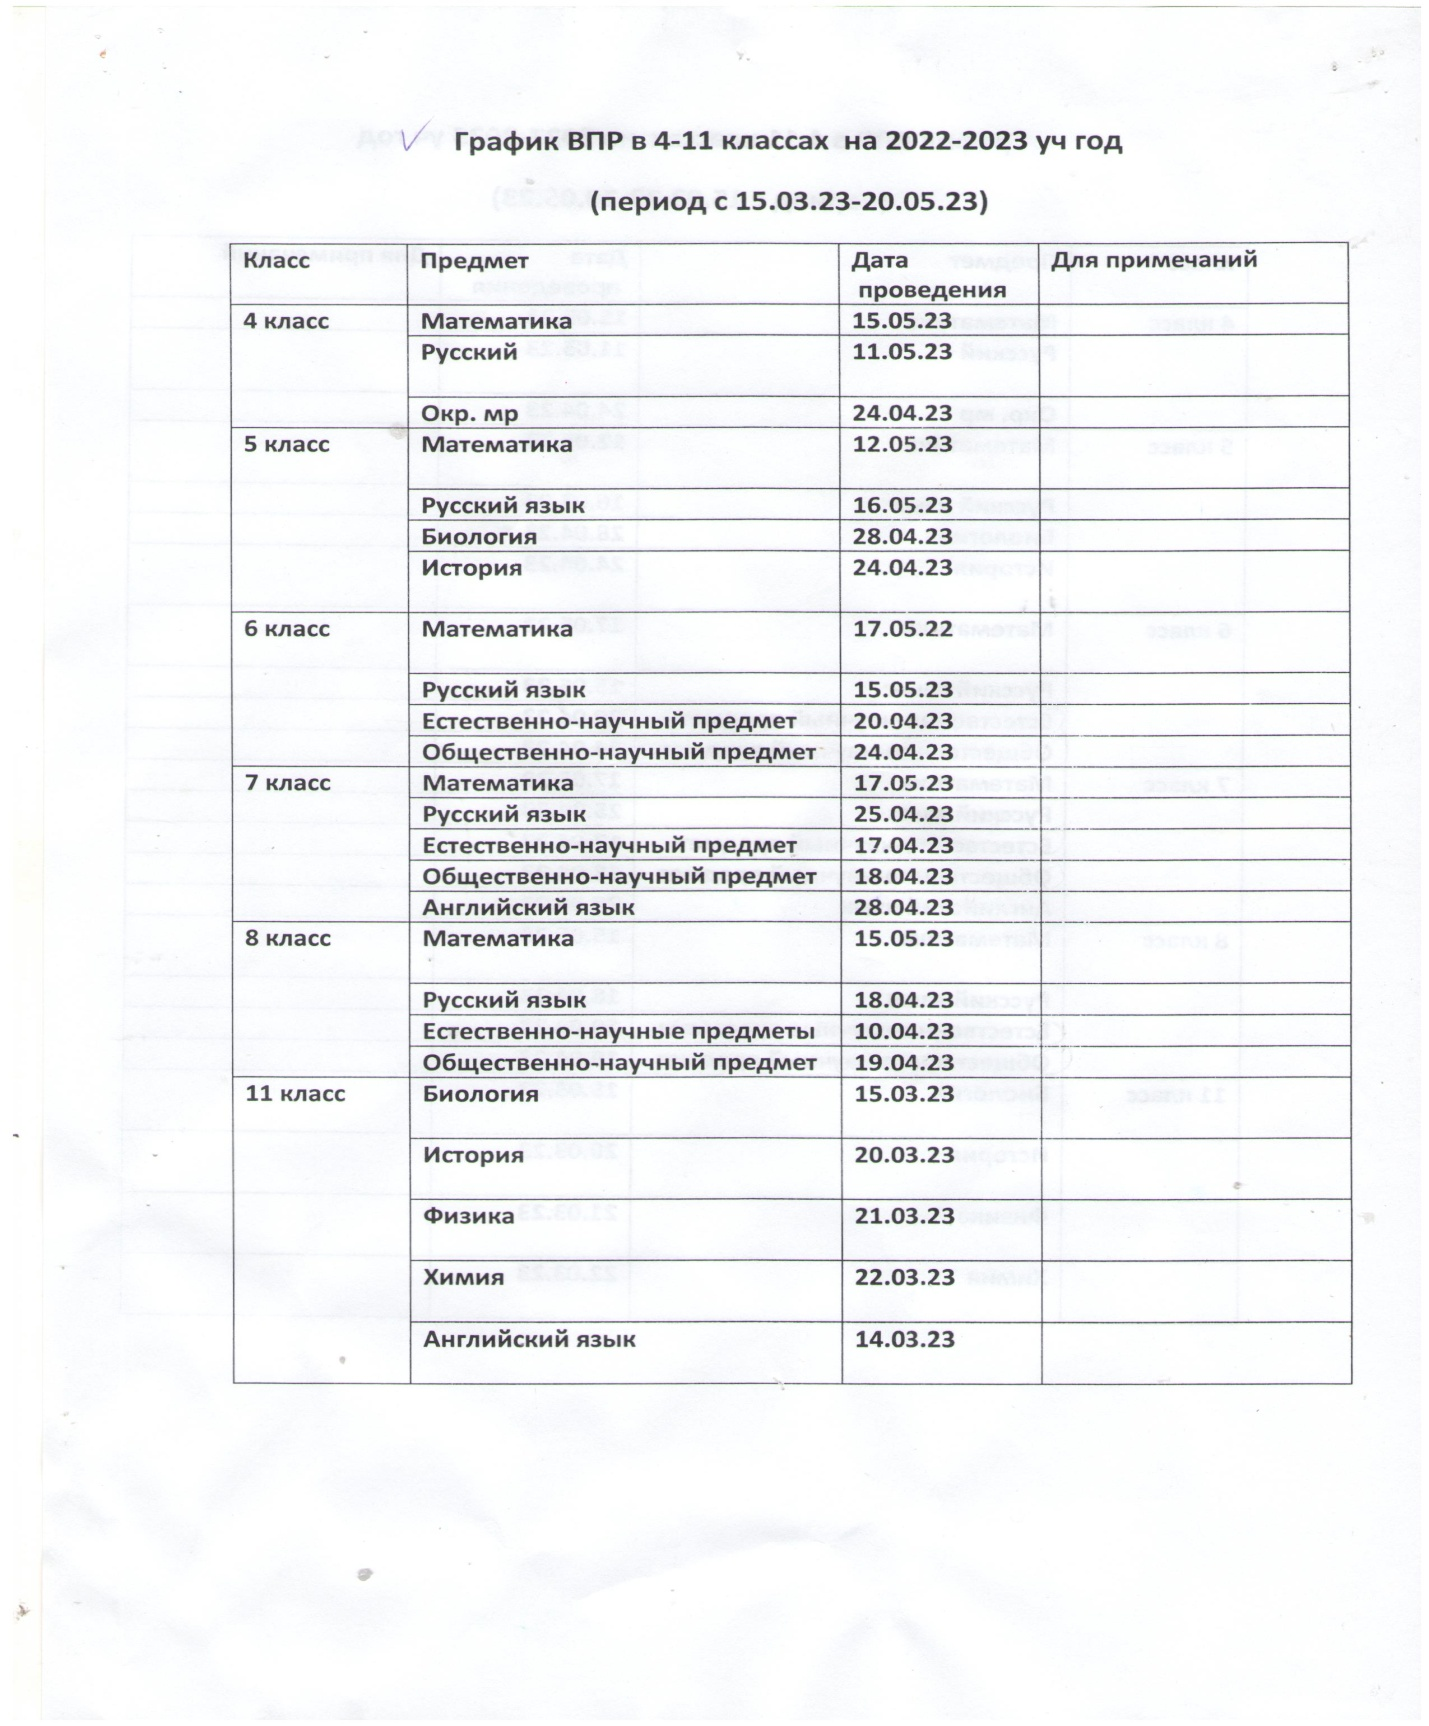 График ВПР в 4-11 классах на 2022-2023 уч год
(период с 15.03.23-20.05.23)
Класс Предмет Дата проведения Для примечаний
4 класс Математика 15.05.23
Русский 11.05.23
Окр. мр 24.04.23
5 класс Математика 12.05.23
Русский язык 16.05.23
Биология 28.04.23
История 24.04.23
6 класс Математика 17.05.22
Русский язык 15.05.23
Естественно-научный предмет 20.04.23
Общественно-научный предмет 24.04.23
7 класс Математика 17.05.23
Русский язык 25.04.23
Естественно-научный предмет 17.04.23
Общественно-научный предмет 18.04.23
Английский язык 28.04.23
8 класс Математика 15.05.23
Русский язык 18.04.23
Естественно-научные предметы 10.04.23
Общественно-научный предмет 19.04.23
11 класс Биология 15.03.23
История 20.03.23
Физика 21.03.23
Химия 22.03.23
Английский язык 14.03.23